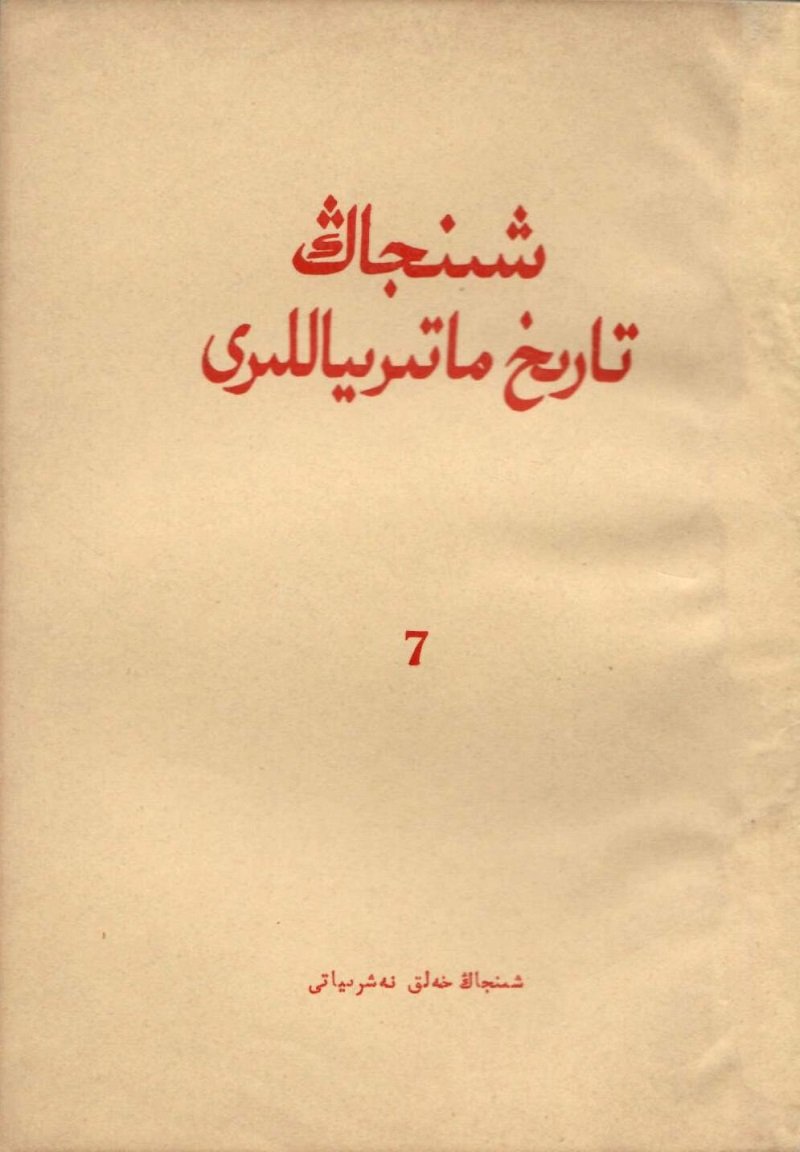 شىنجاڭ
تارىخ ماتېرىياللىرى
7
شىنجاڭ خەلق نەشرىياتى